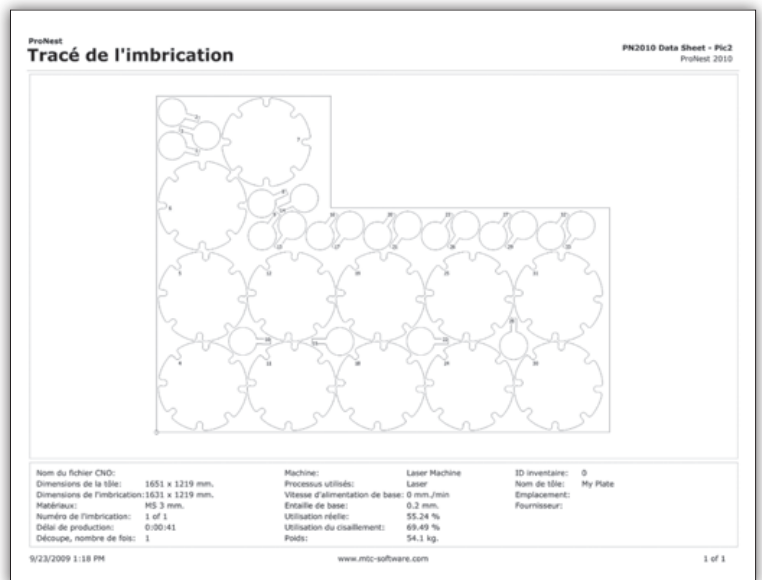 ProNest
Tracé de l'imbrication
PN2010 Data Sheet - Pic2
ProNest 2010
Nom du fichier CNO:
Dimensions de la tôle: 1651 x 1219 mm.
Dimensions de l'imbrication: 1631 x 1219 mm.
Matériaux: MS 3 mm.
Numéro de l'imbrication: 1 of 1
Délai de production: 0:00:41
Découpe, nombre de fois: 1
Machine: Laser Machine
Processus utilisés: Laser
Vitesse d'alimentation de base: 0 mm./min
Entaille de base: 0.2 mm.
Utilisation réelle: 55.24 %
Utilisation du cisaillement: 69.49 %
Poids: 54.1 kg.
ID inventaire: 0
Nom de tôle: My Plate
Emplacement:
Fournisseur:
9/23/2009 1:18 PM
www.mtc-software.com
1 of 1